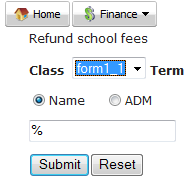 Home Finance
Refund school fees
Class form1_1 Term
Name ADM
%
Submit Reset